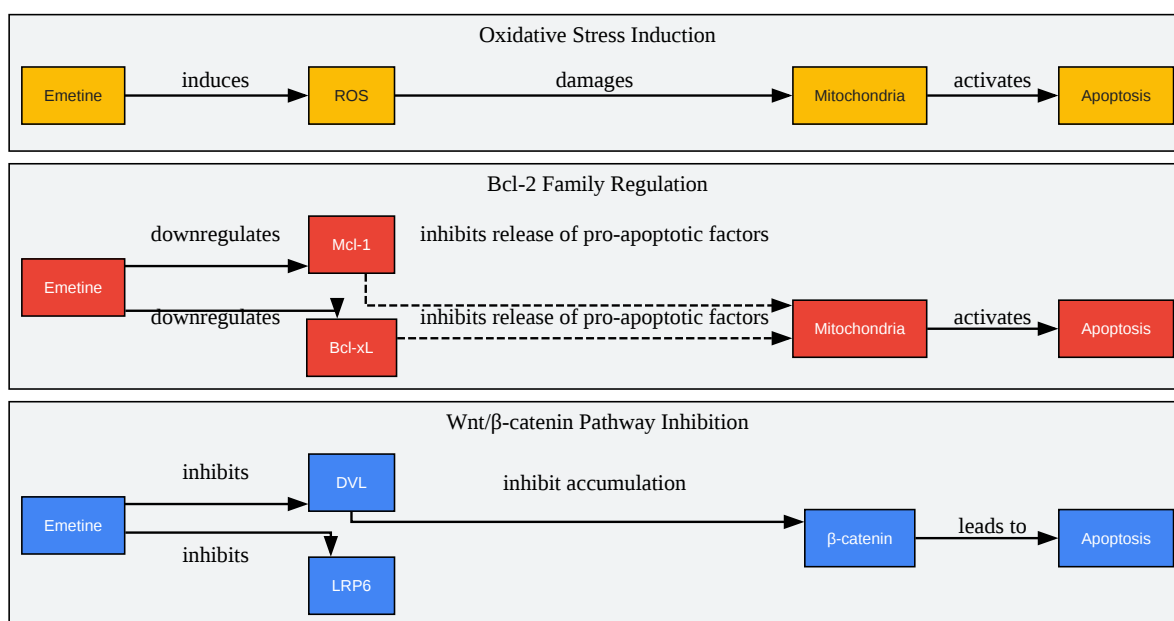 Oxidative Stress Induction
Emetine
induces
ROS
damages
Mitochondria
activates
Apoptosis
Bcl-2 Family Regulation
downregulates
Mcl-1
inhibits release of pro-apoptotic factors
Emetine
downregulates
Bcl-xL
inhibits release of pro-apoptotic factors
Mitochondria
activates
Apoptosis
Wnt/β-catenin Pathway Inhibition
inhibits
DVL
inhibit accumulation
Emetine
inhibits
LRP6
β-catenin
leads to
Apoptosis